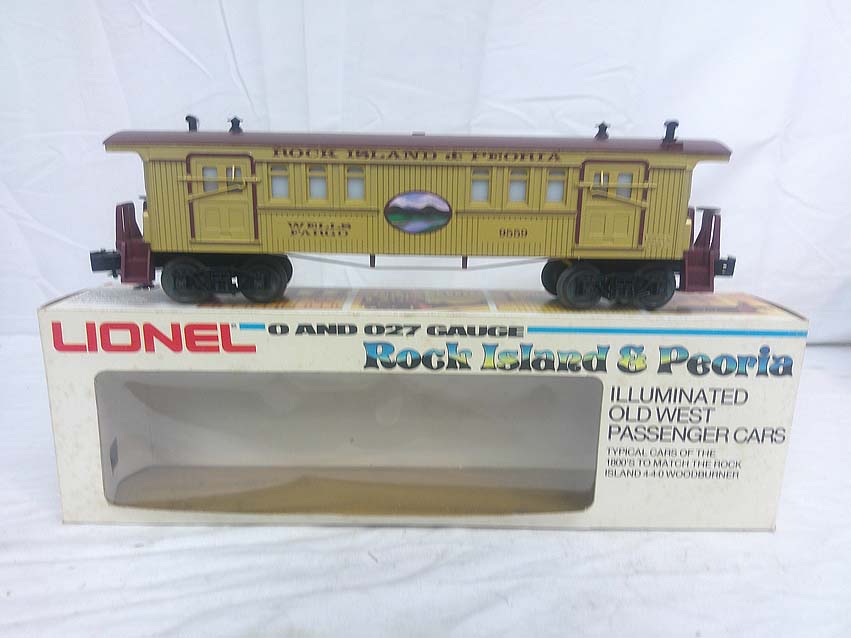 ROCK ISLAND & PEORIA
WELLS
FARGO
9559
LIONEL
O AND O27 GAUGE
Rock Island & Peoria
ILLUMINATED
OLD WEST
PASSENGER CARS
TYPICAL CARS OF THE
1800'S TO MATCH THE ROCK
ISLAND 4-4-0 WOODBURNER